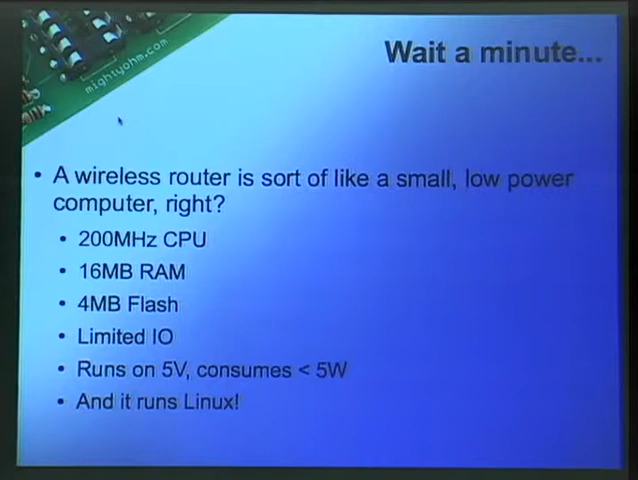 mightyohm.com
Wait a minute...
• A wireless router is sort of like a small, low power
computer, right?
• 200MHz CPU
• 16MB RAM
• 4MB Flash
• Limited IO
• Runs on 5V, consumes < 5W
• And it runs Linux!